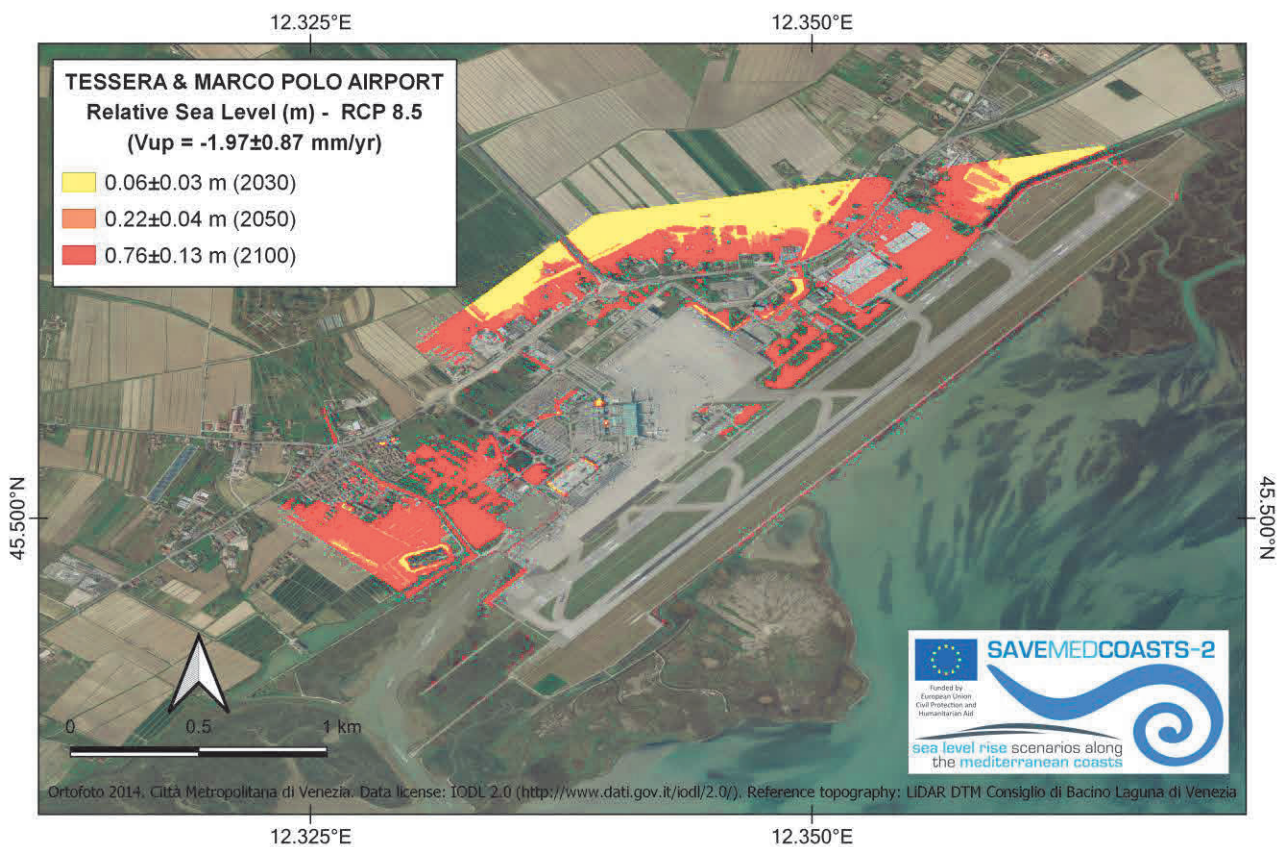 12.325°E
12.350°E
TESSERA & MARCO POLO AIRPORT
Relative Sea Level (m) - RCP 8.5
(Vup = -1.97±0.87 mm/yr)
0.06±0.03 m (2030)
0.22±0.04 m (2050)
0.76±0.13 m (2100)
45.500°N
45.500°N
0
0.5
1 km
SAVEMEDCOASTS-2
Funded by
European Union
Civil Protection and
Humanitarian Aid
sea level rise scenarios along
the mediterranean coasts
Ortofoto 2014, Città Metropolitana di Venezia. Data license: IODL 2.0 (http://www.dati.gov.it/iodl/2.0/). Reference topography: LiDAR DTM Consiglio di Bacino Laguna di Venezia
12.325°E
12.350°E